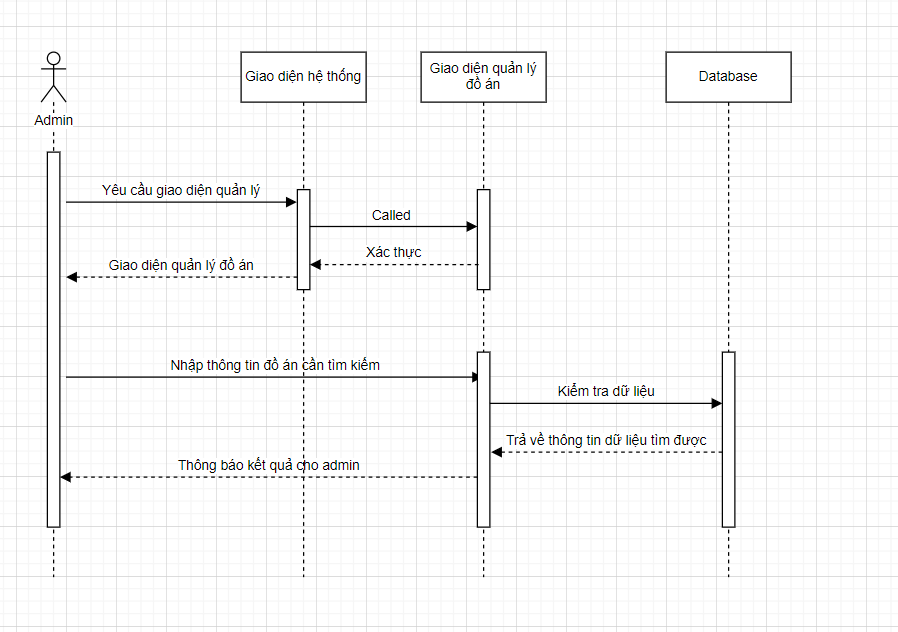 Admin
Giao diện hệ thống
Giao diện quản lý
đồ án
Database
Yêu cầu giao diện quản lý
Called
Xác thực
Giao diện quản lý đồ án
Nhập thông tin đồ án cần tìm kiếm
Kiểm tra dữ liệu
Trả về thông tin dữ liệu tìm được
Thông báo kết quả cho admin